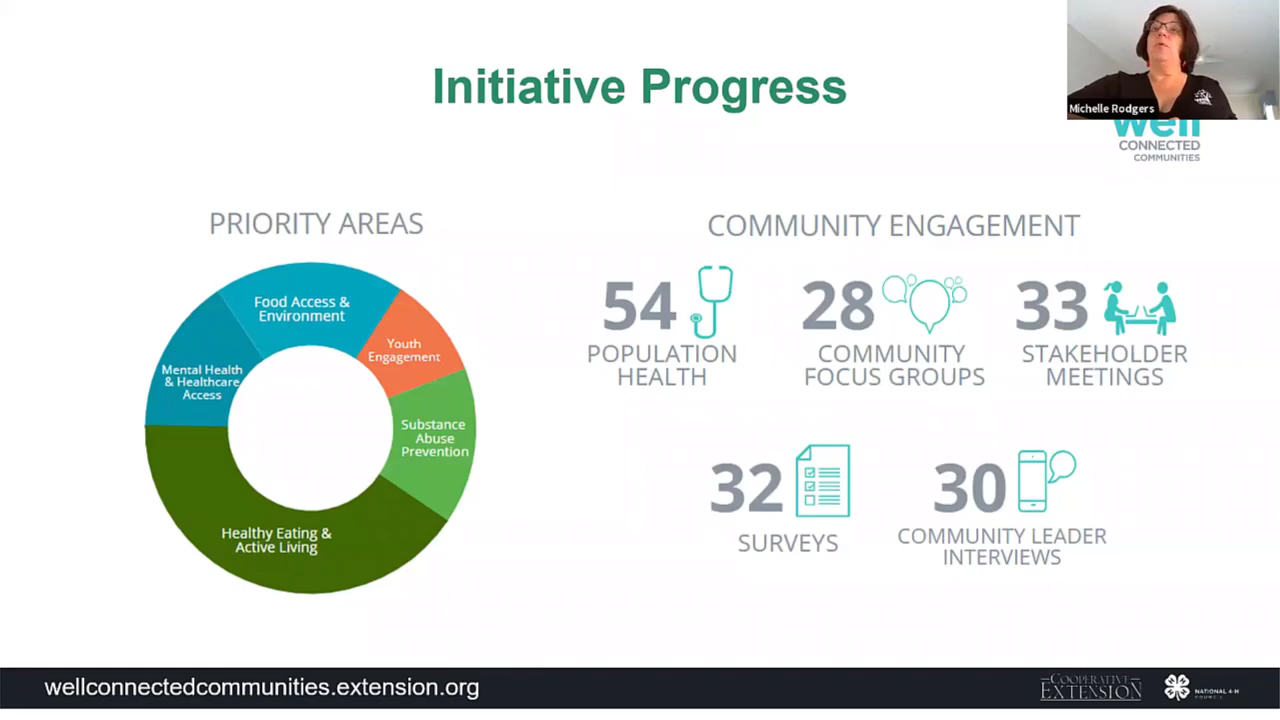 Initiative Progress
Michelle Rodgers
well
CONNECTED
COMMUNITIES
PRIORITY AREAS
Food Access &
Environment
Youth
Engagement
Mental Health
& Healthcare
Access
Substance
Abuse
Prevention
Healthy Eating &
Active Living
COMMUNITY ENGAGEMENT
54
POPULATION
HEALTH
28
COMMUNITY
FOCUS GROUPS
33
STAKEHOLDER
MEETINGS
32
SURVEYS
30
COMMUNITY LEADER
INTERVIEWS
wellconnectedcommunities.extension.org
COOPERATIVE
EXTENSION
NATIONAL 4-H
COUNCIL